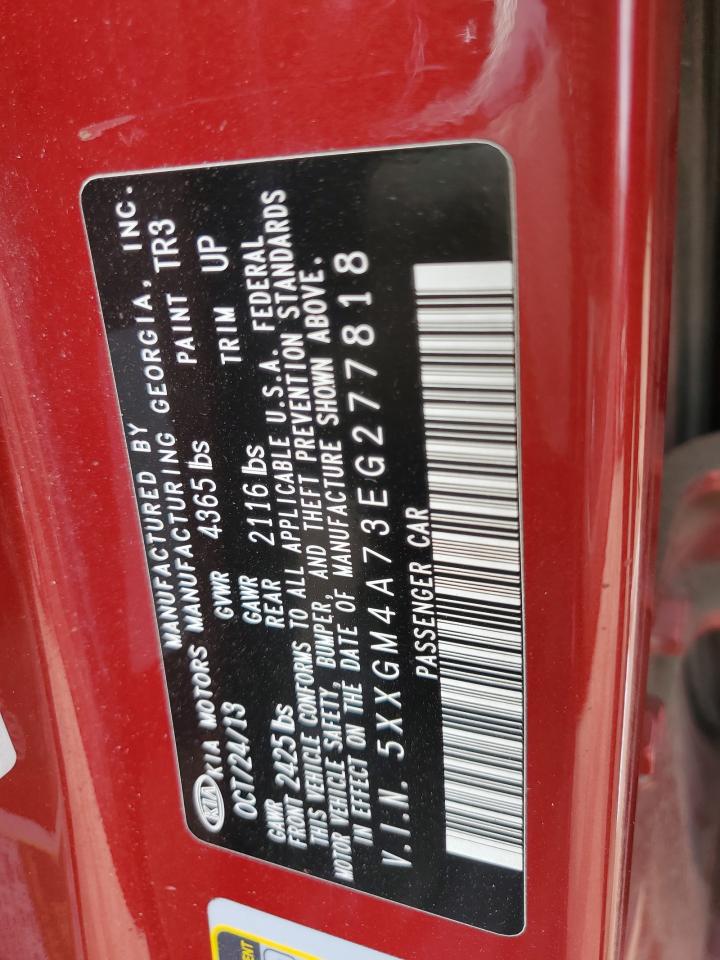 KIA
MANUFACTURED BY
KIA MOTORS MANUFACTURING GEORGIA, INC.
OCT/24/13 GVWR 4365 lbs PAINT TR3
GAWR FRONT 2425 lbs GAWR REAR 2116 lbs TRIM UP
THIS VEHICLE CONFORMS TO ALL APPLICABLE U.S.A. FEDERAL
MOTOR VEHICLE SAFETY, BUMPER, AND THEFT PREVENTION STANDARDS
IN EFFECT ON THE DATE OF MANUFACTURE SHOWN ABOVE.
V.I.N. 5XXGM4A73EG277818
PASSENGER CAR